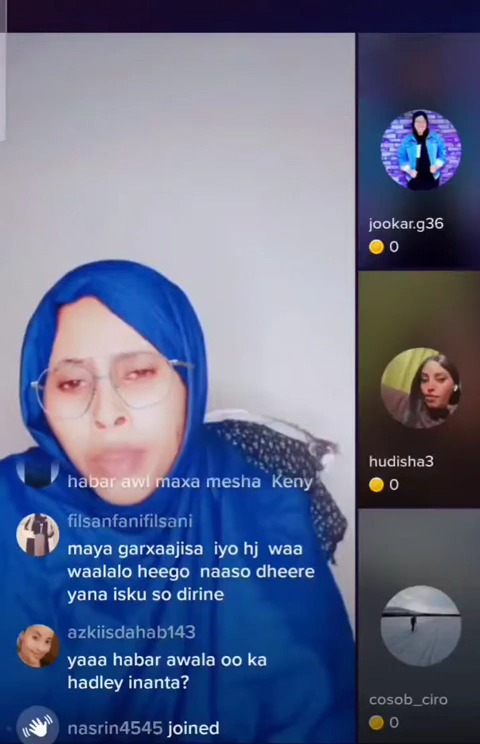 jookar.g36
0
hudisha3
0
habar awl maxa mesha Keny
filsanfanifilsani
maya garxaajisa iyo hj waa
waalalo heego naaso dheere
yana isku so dirine
azkiisdahab143
yaaa habar awala oo ka
hadley inanta?
cosob_ciro
0
nasrin4545 joined